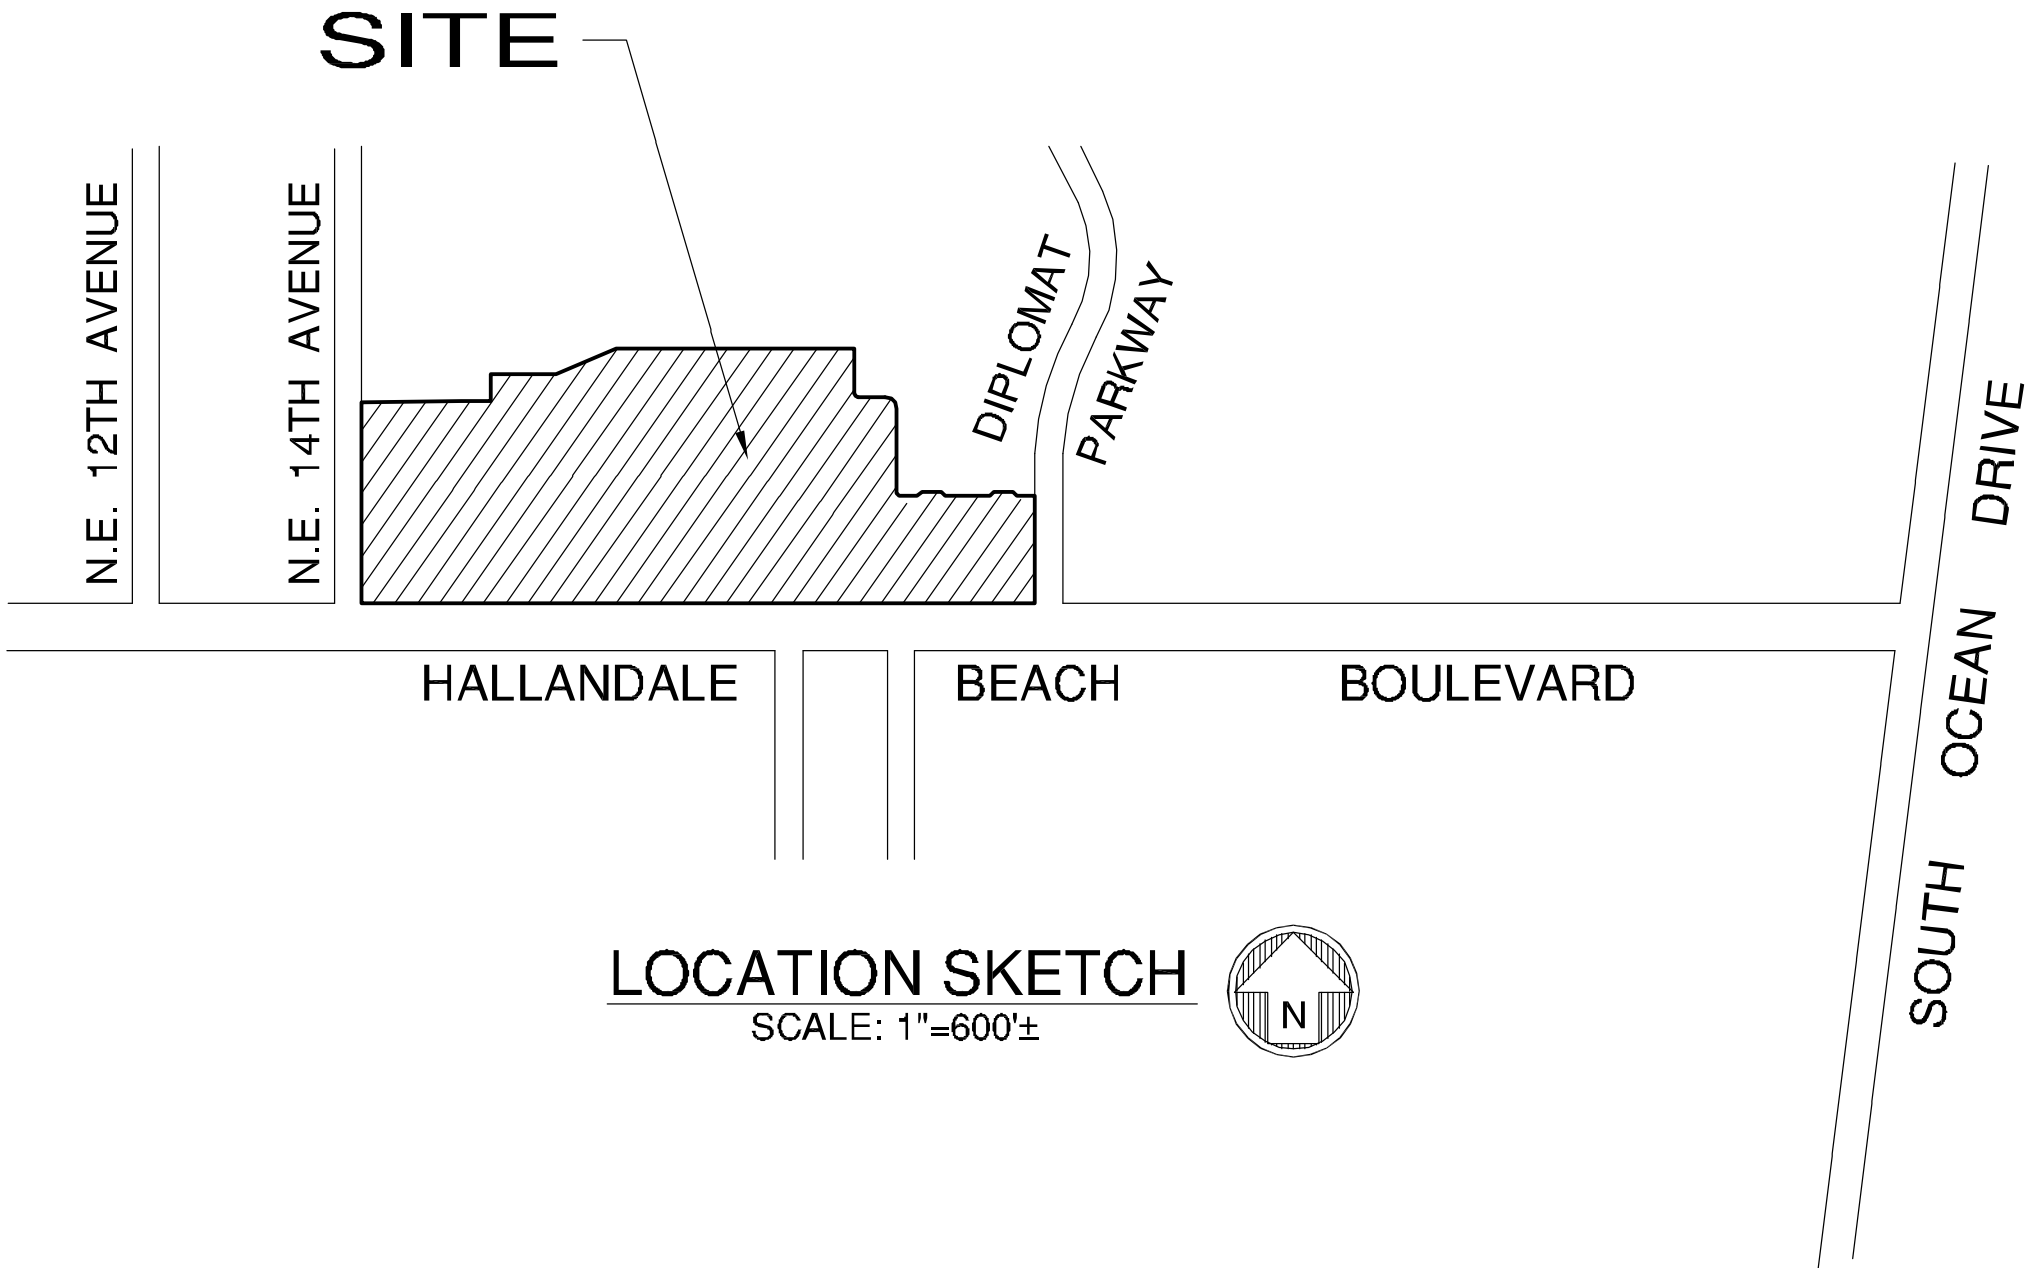 SITE
N.E. 12TH AVENUE
N.E. 14TH AVENUE
DIPLOMAT
PARKWAY
HALLANDALE BEACH BOULEVARD
SOUTH OCEAN DRIVE
LOCATION SKETCH
SCALE: 1"=600'±
N